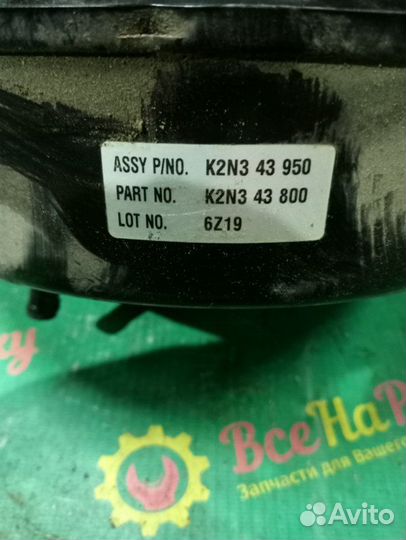 ASSY P/NO. K2N3 43 950
PART NO. K2N3 43 800
LOT NO. 6Z19
ВсеНаР
Запчасти для Вашего
Avito